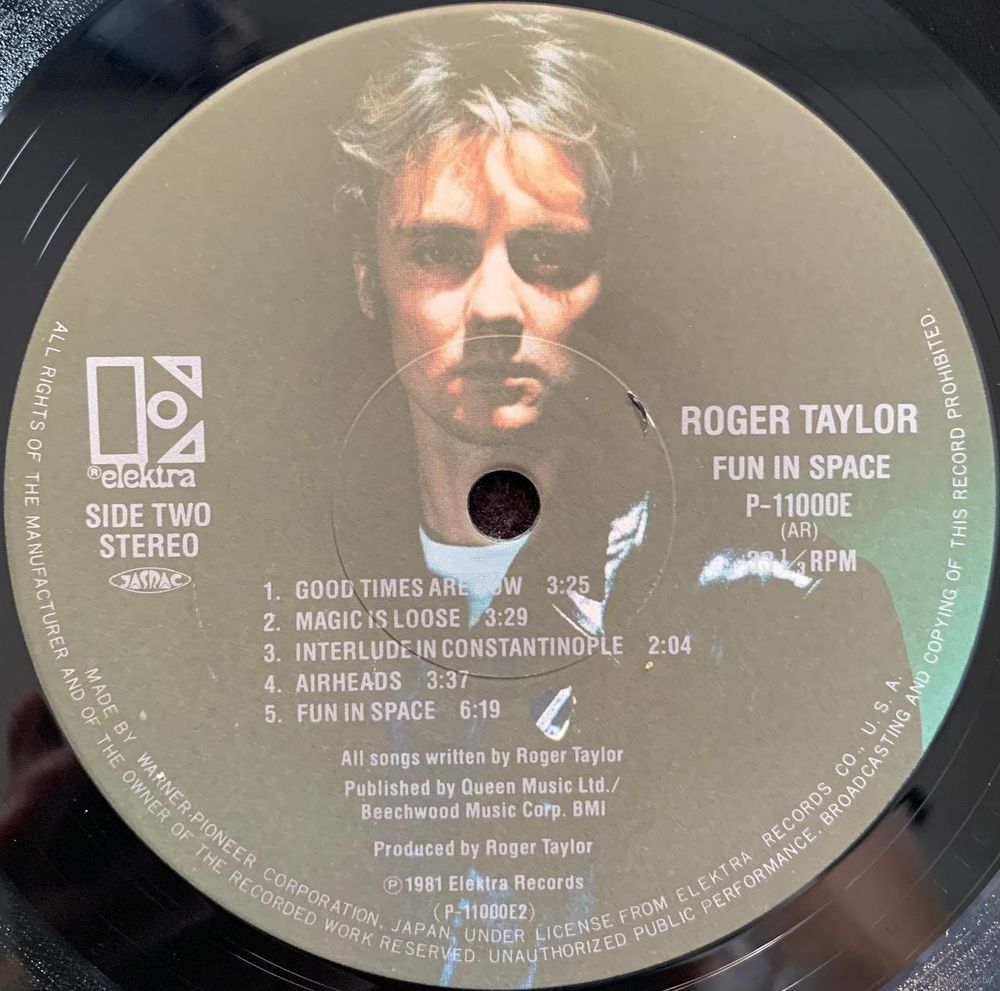 ®elektra
SIDE TWO
STEREO
JASRAC
ROGER TAYLOR
FUN IN SPACE
P-11000E
(AR)
33 1/3 RPM
1. GOOD TIMES ARE NOW 3:25
2. MAGIC IS LOOSE 3:29
3. INTERLUDE IN CONSTANTINOPLE 2:04
4. AIRHEADS 3:37
5. FUN IN SPACE 6:19
All songs written by Roger Taylor
Published by Queen Music Ltd./
Beechwood Music Corp. BMI
Produced by Roger Taylor
Ⓟ1981 Elektra Records
(P-11000E2)
MADE BY WARNER-PIONEER CORPORATION, JAPAN, UNDER LICENSE FROM ELEKTRA RECORDS CO., U. S. A.
ALL RIGHTS OF THE MANUFACTURER AND OF THE OWNER OF THE RECORDED WORK RESERVED. UNAUTHORIZED PUBLIC PERFORMANCE, BROADCASTING AND COPYING OF THIS RECORD PROHIBITED.